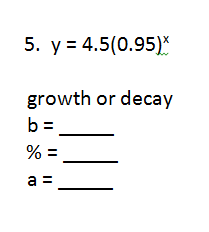 5. y = 4.5(0.95)ˣ
growth or decay
b = ______
% = ______
a = ______